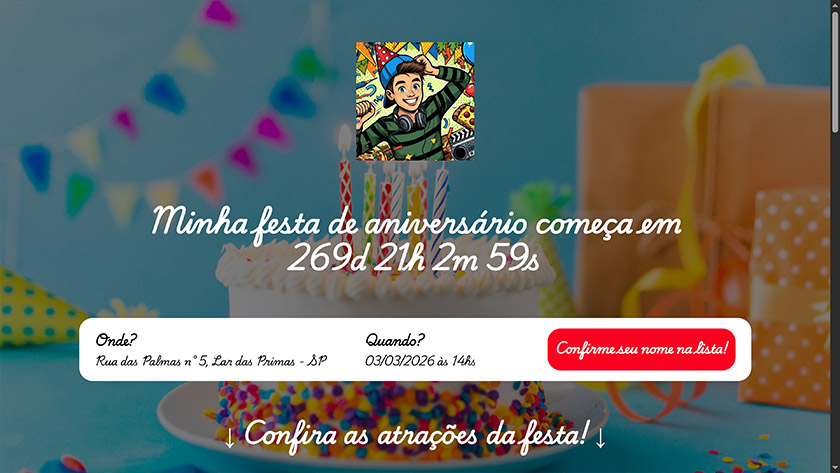 Minha festa de aniversário começa em
269d 21h 2m 59s
Onde?
Rua das Palmas n° 5, Lar das Primas - SP
Quando?
03/03/2026 às 14hs
Confirme seu nome na lista!
↓ Confira as atrações da festa! ↓